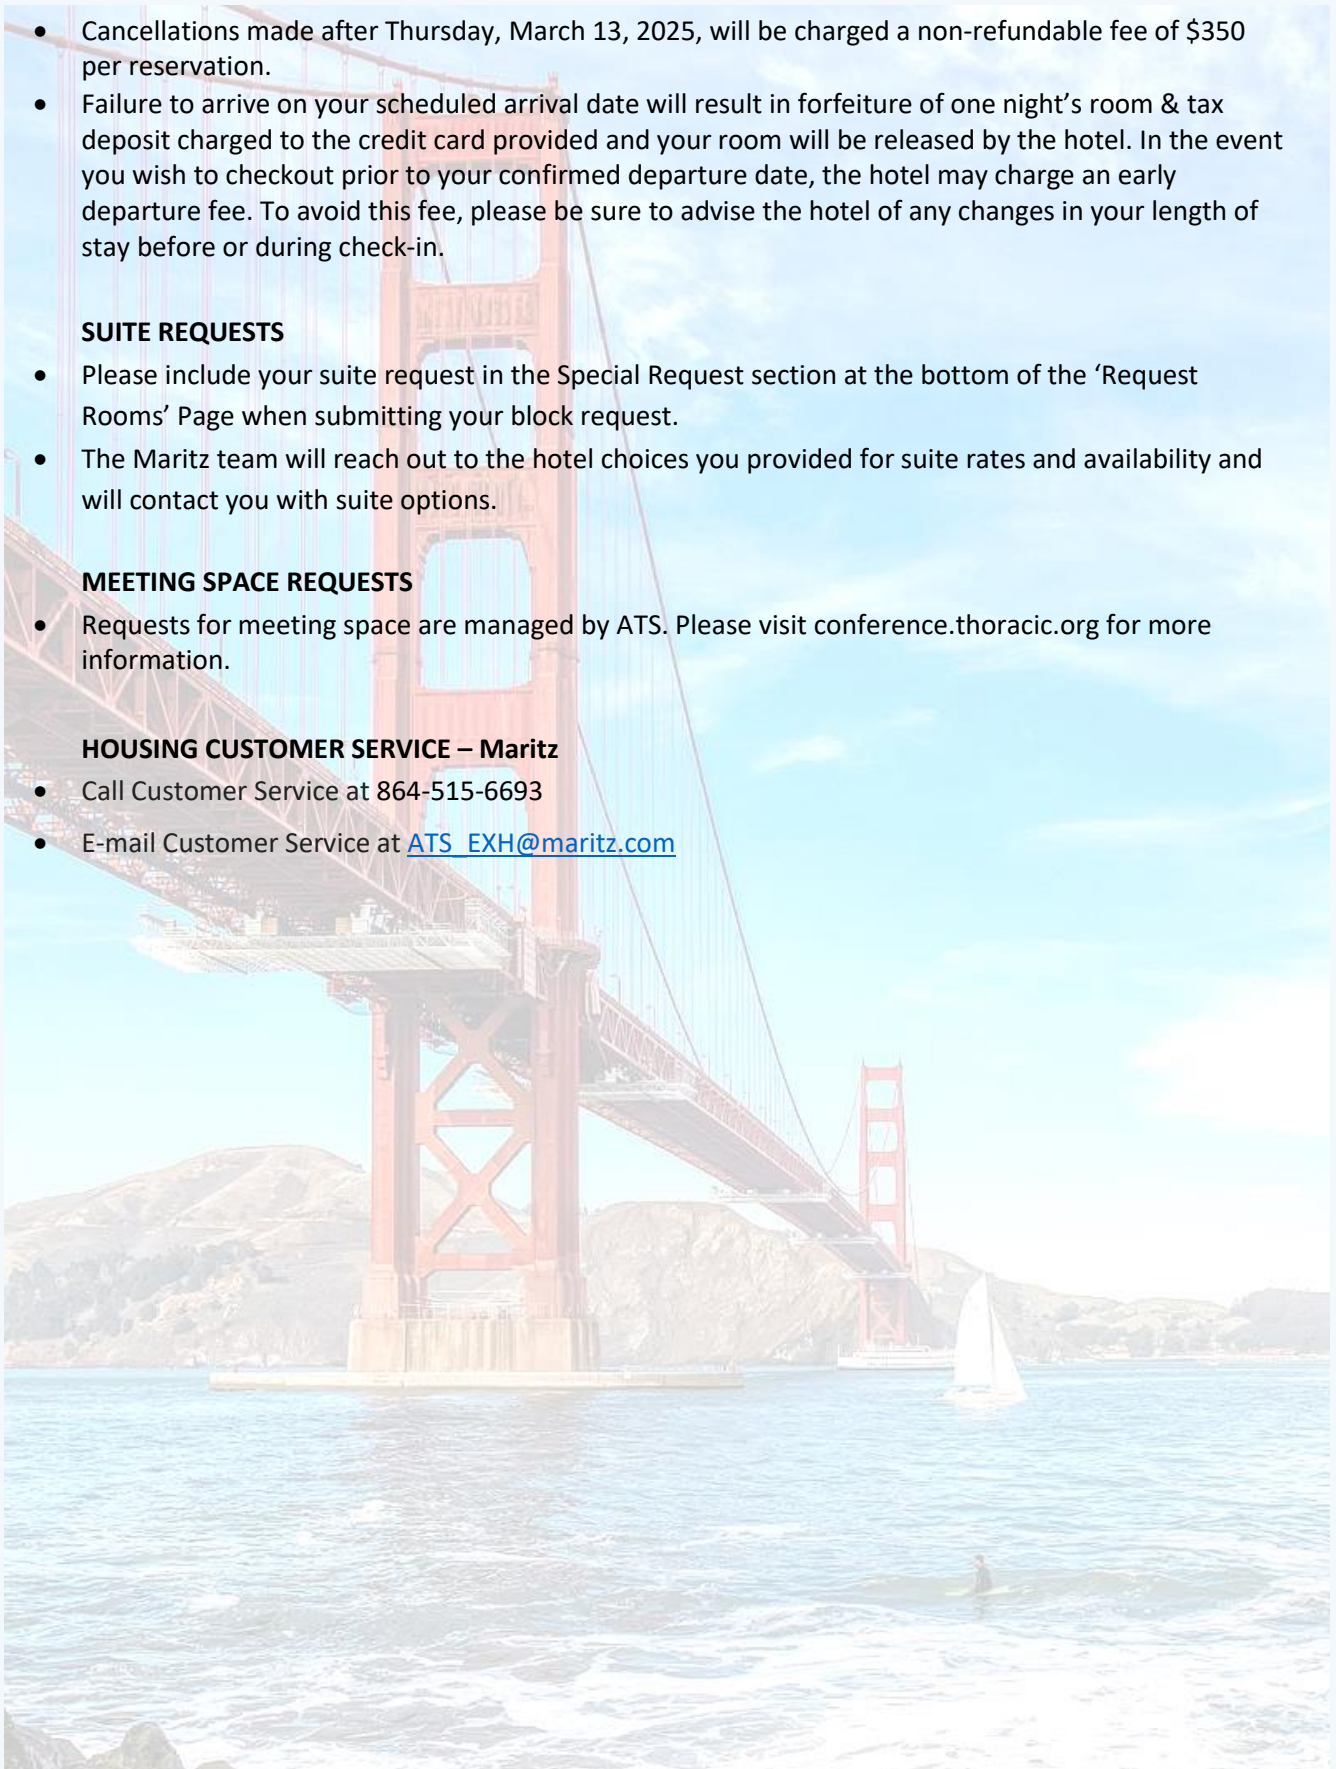 • Cancellations made after Thursday, March 13, 2025, will be charged a non-refundable fee of $350
per reservation.
• Failure to arrive on your scheduled arrival date will result in forfeiture of one night’s room & tax
deposit charged to the credit card provided and your room will be released by the hotel. In the event
you wish to checkout prior to your confirmed departure date, the hotel may charge an early
departure fee. To avoid this fee, please be sure to advise the hotel of any changes in your length of
stay before or during check-in.
SUITE REQUESTS
• Please include your suite request in the Special Request section at the bottom of the ‘Request
Rooms’ Page when submitting your block request.
• The Maritz team will reach out to the hotel choices you provided for suite rates and availability and
will contact you with suite options.
MEETING SPACE REQUESTS
• Requests for meeting space are managed by ATS. Please visit conference.thoracic.org for more
information.
HOUSING CUSTOMER SERVICE – Maritz
• Call Customer Service at 864-515-6693
• E-mail Customer Service at ATS_EXH@maritz.com